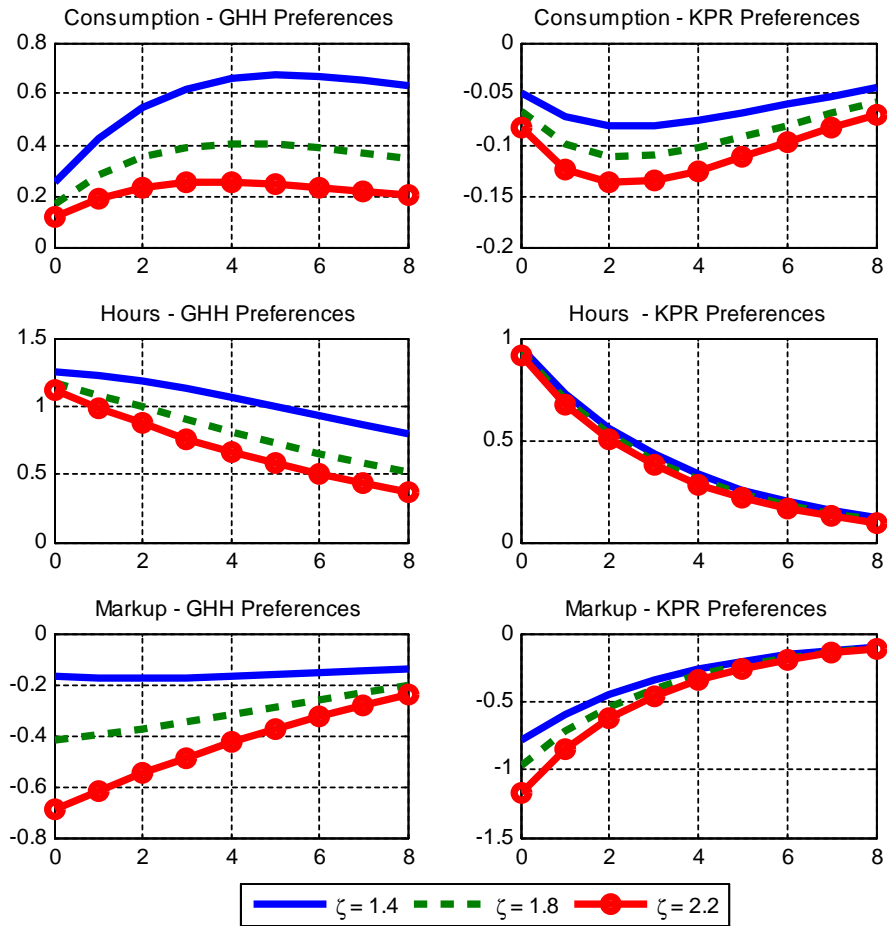 Consumption - GHH Preferences
0.8
0.6
0.4
0.2
0
0 2 4 6 8
Consumption - KPR Preferences
0
-0.05
-0.1
-0.15
-0.2
0 2 4 6 8
Hours - GHH Preferences
1.5
1
0.5
0
0 2 4 6 8
Hours - KPR Preferences
1
0.5
0
0 2 4 6 8
Markup - GHH Preferences
0
-0.2
-0.4
-0.6
-0.8
0 2 4 6 8
Markup - KPR Preferences
0
-0.5
-1
-1.5
0 2 4 6 8
ζ = 1.4 ζ = 1.8 ζ = 2.2